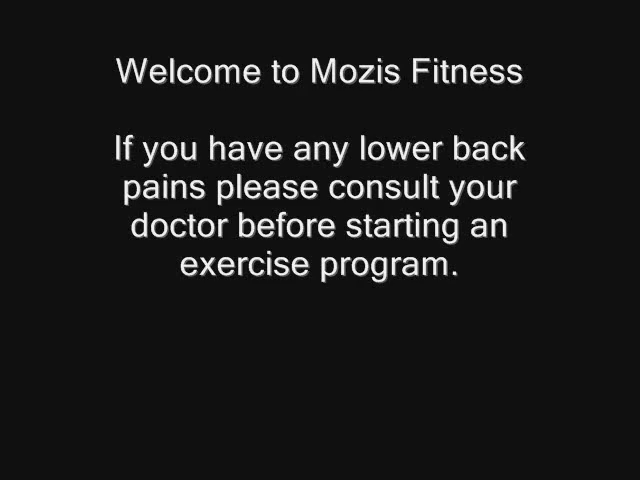 Welcome to Mozis Fitness
If you have any lower back
pains please consult your
doctor before starting an
exercise program.